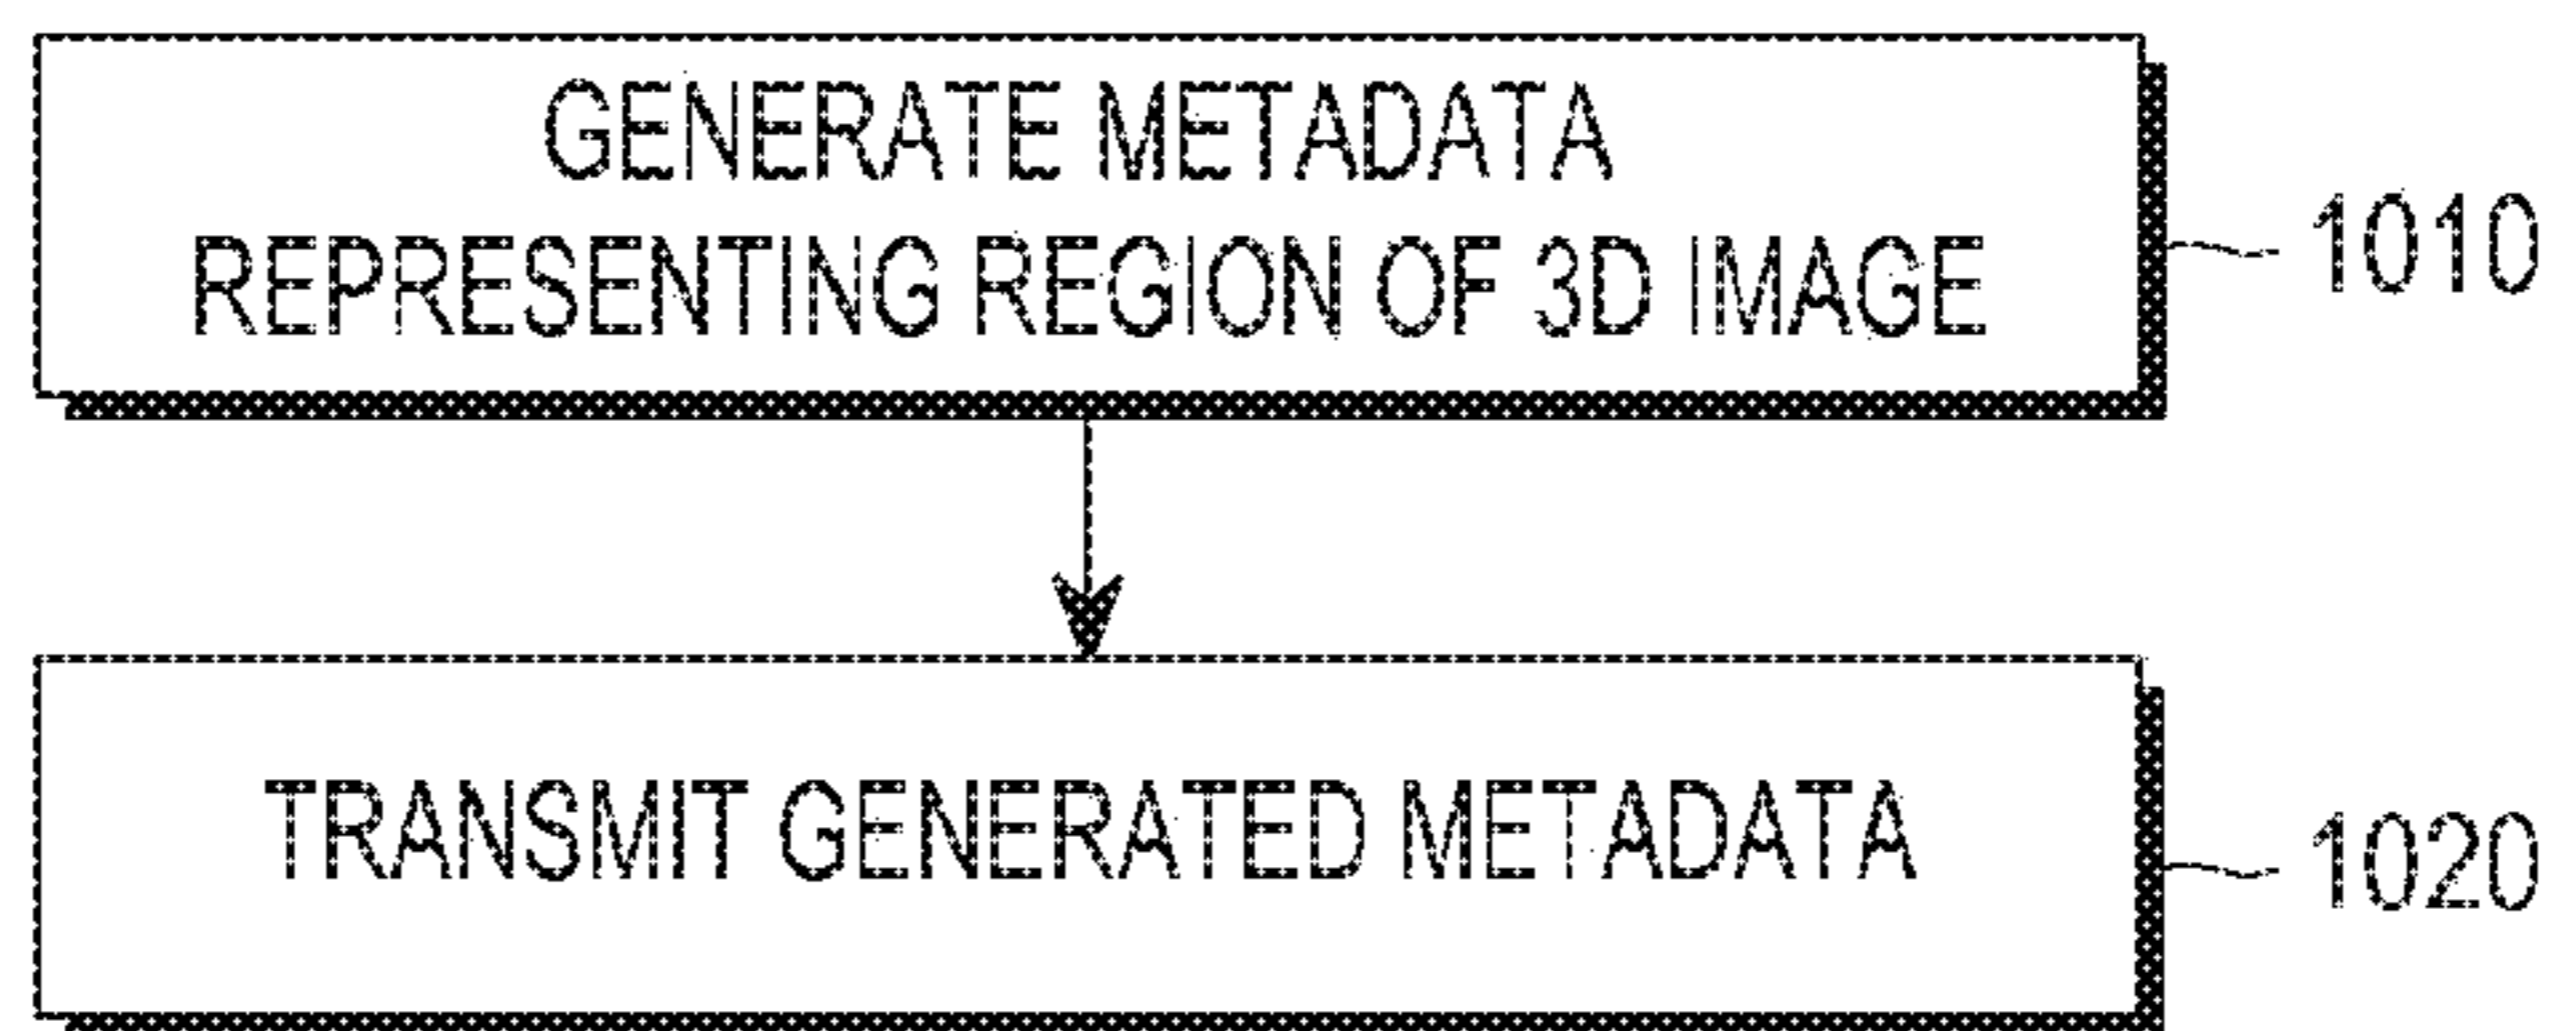 GENERATE METADATA
REPRESENTING REGION OF 3D IMAGE
1010
TRANSMIT GENERATED METADATA
1020